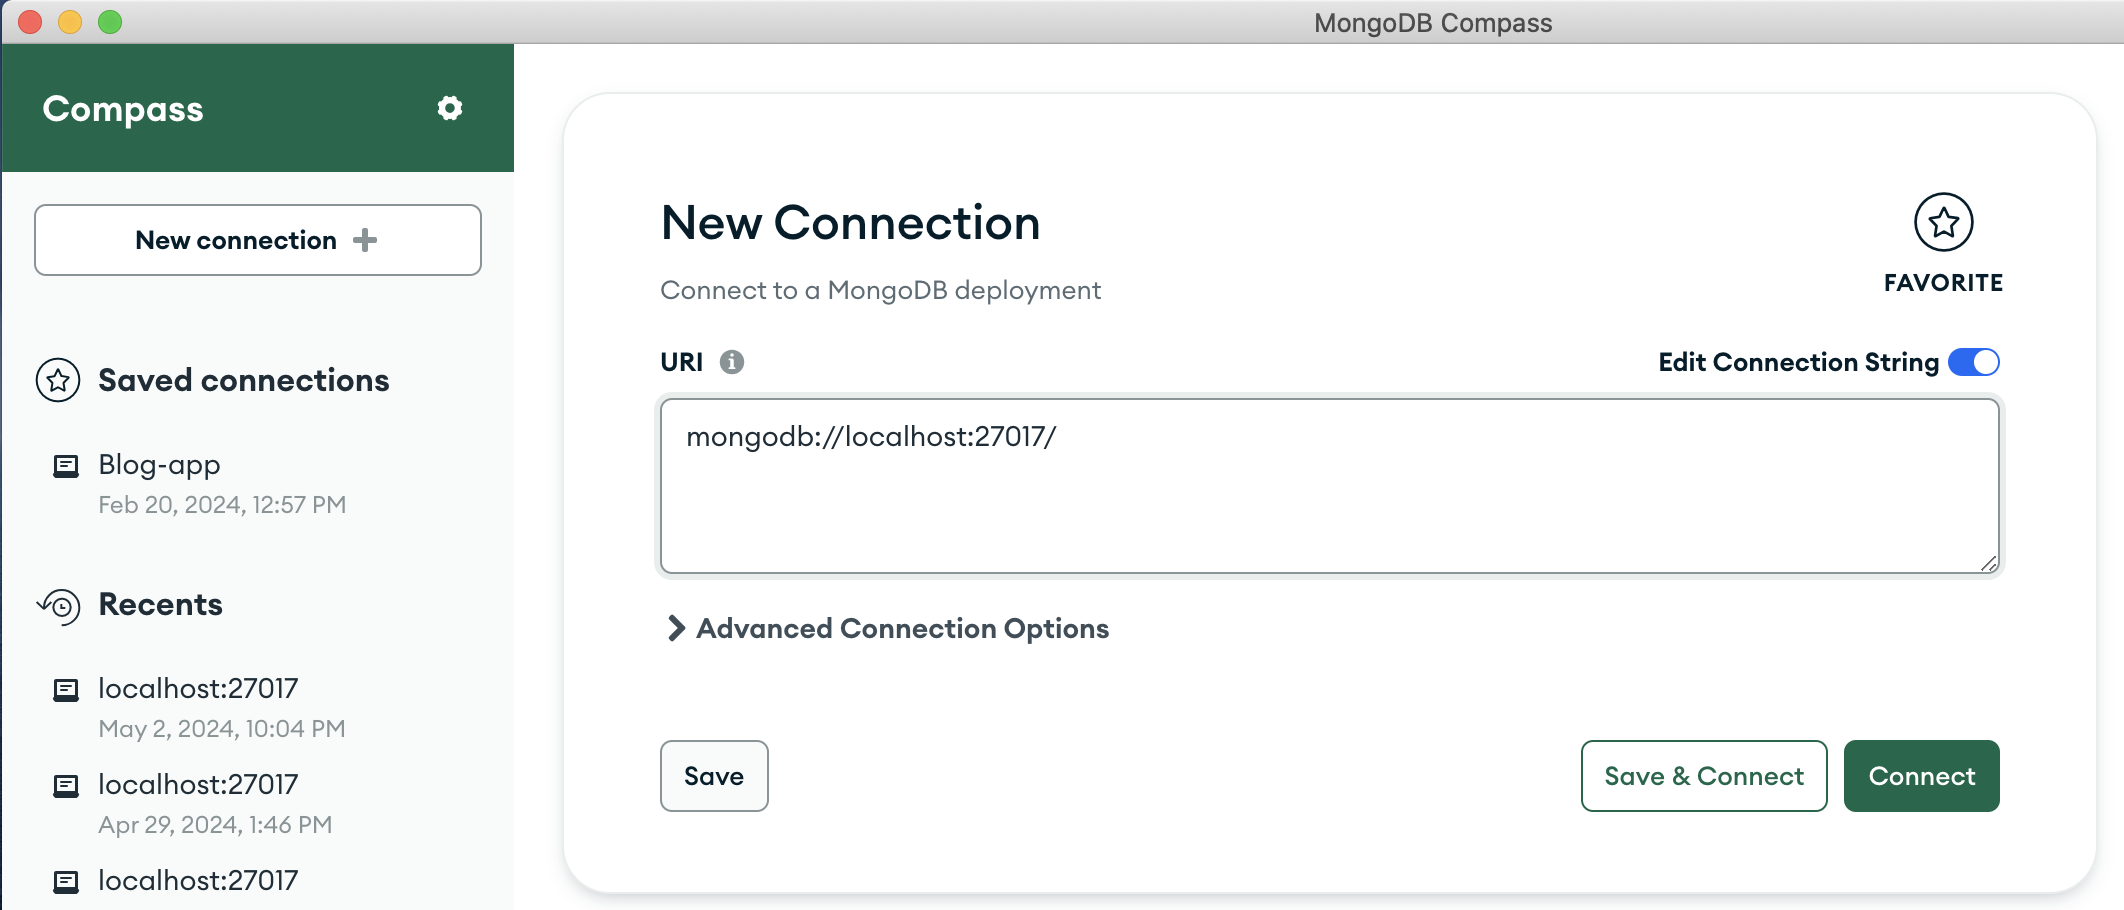 MongoDB Compass
Compass
New connection
Saved connections
Blog-app
Feb 20, 2024, 12:57 PM
Recents
localhost:27017
May 2, 2024, 10:04 PM
localhost:27017
Apr 29, 2024, 1:46 PM
localhost:27017
New Connection
Connect to a MongoDB deployment
FAVORITE
URI
Edit Connection String
mongodb://localhost:27017/
Advanced Connection Options
Save
Save & Connect
Connect